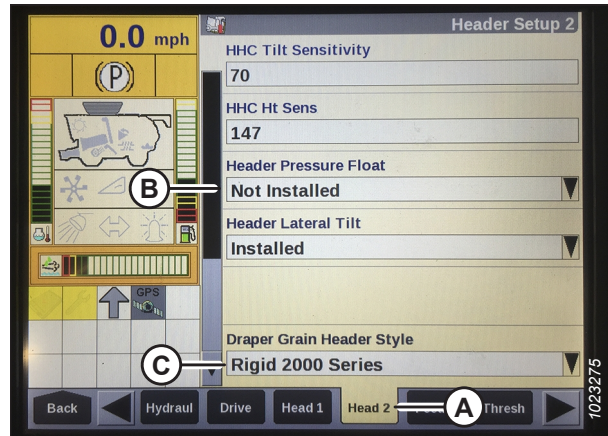 0.0 mph
Header Setup 2
(P)
HHC Tilt Sensitivity
70
HHC Ht Sens
147
Header Pressure Float
B
Not Installed
Header Lateral Tilt
Installed
GPS
Draper Grain Header Style
C
Rigid 2000 Series
Back
Hydraul
Drive
Head 1
Head 2
A
Thresh
1023275